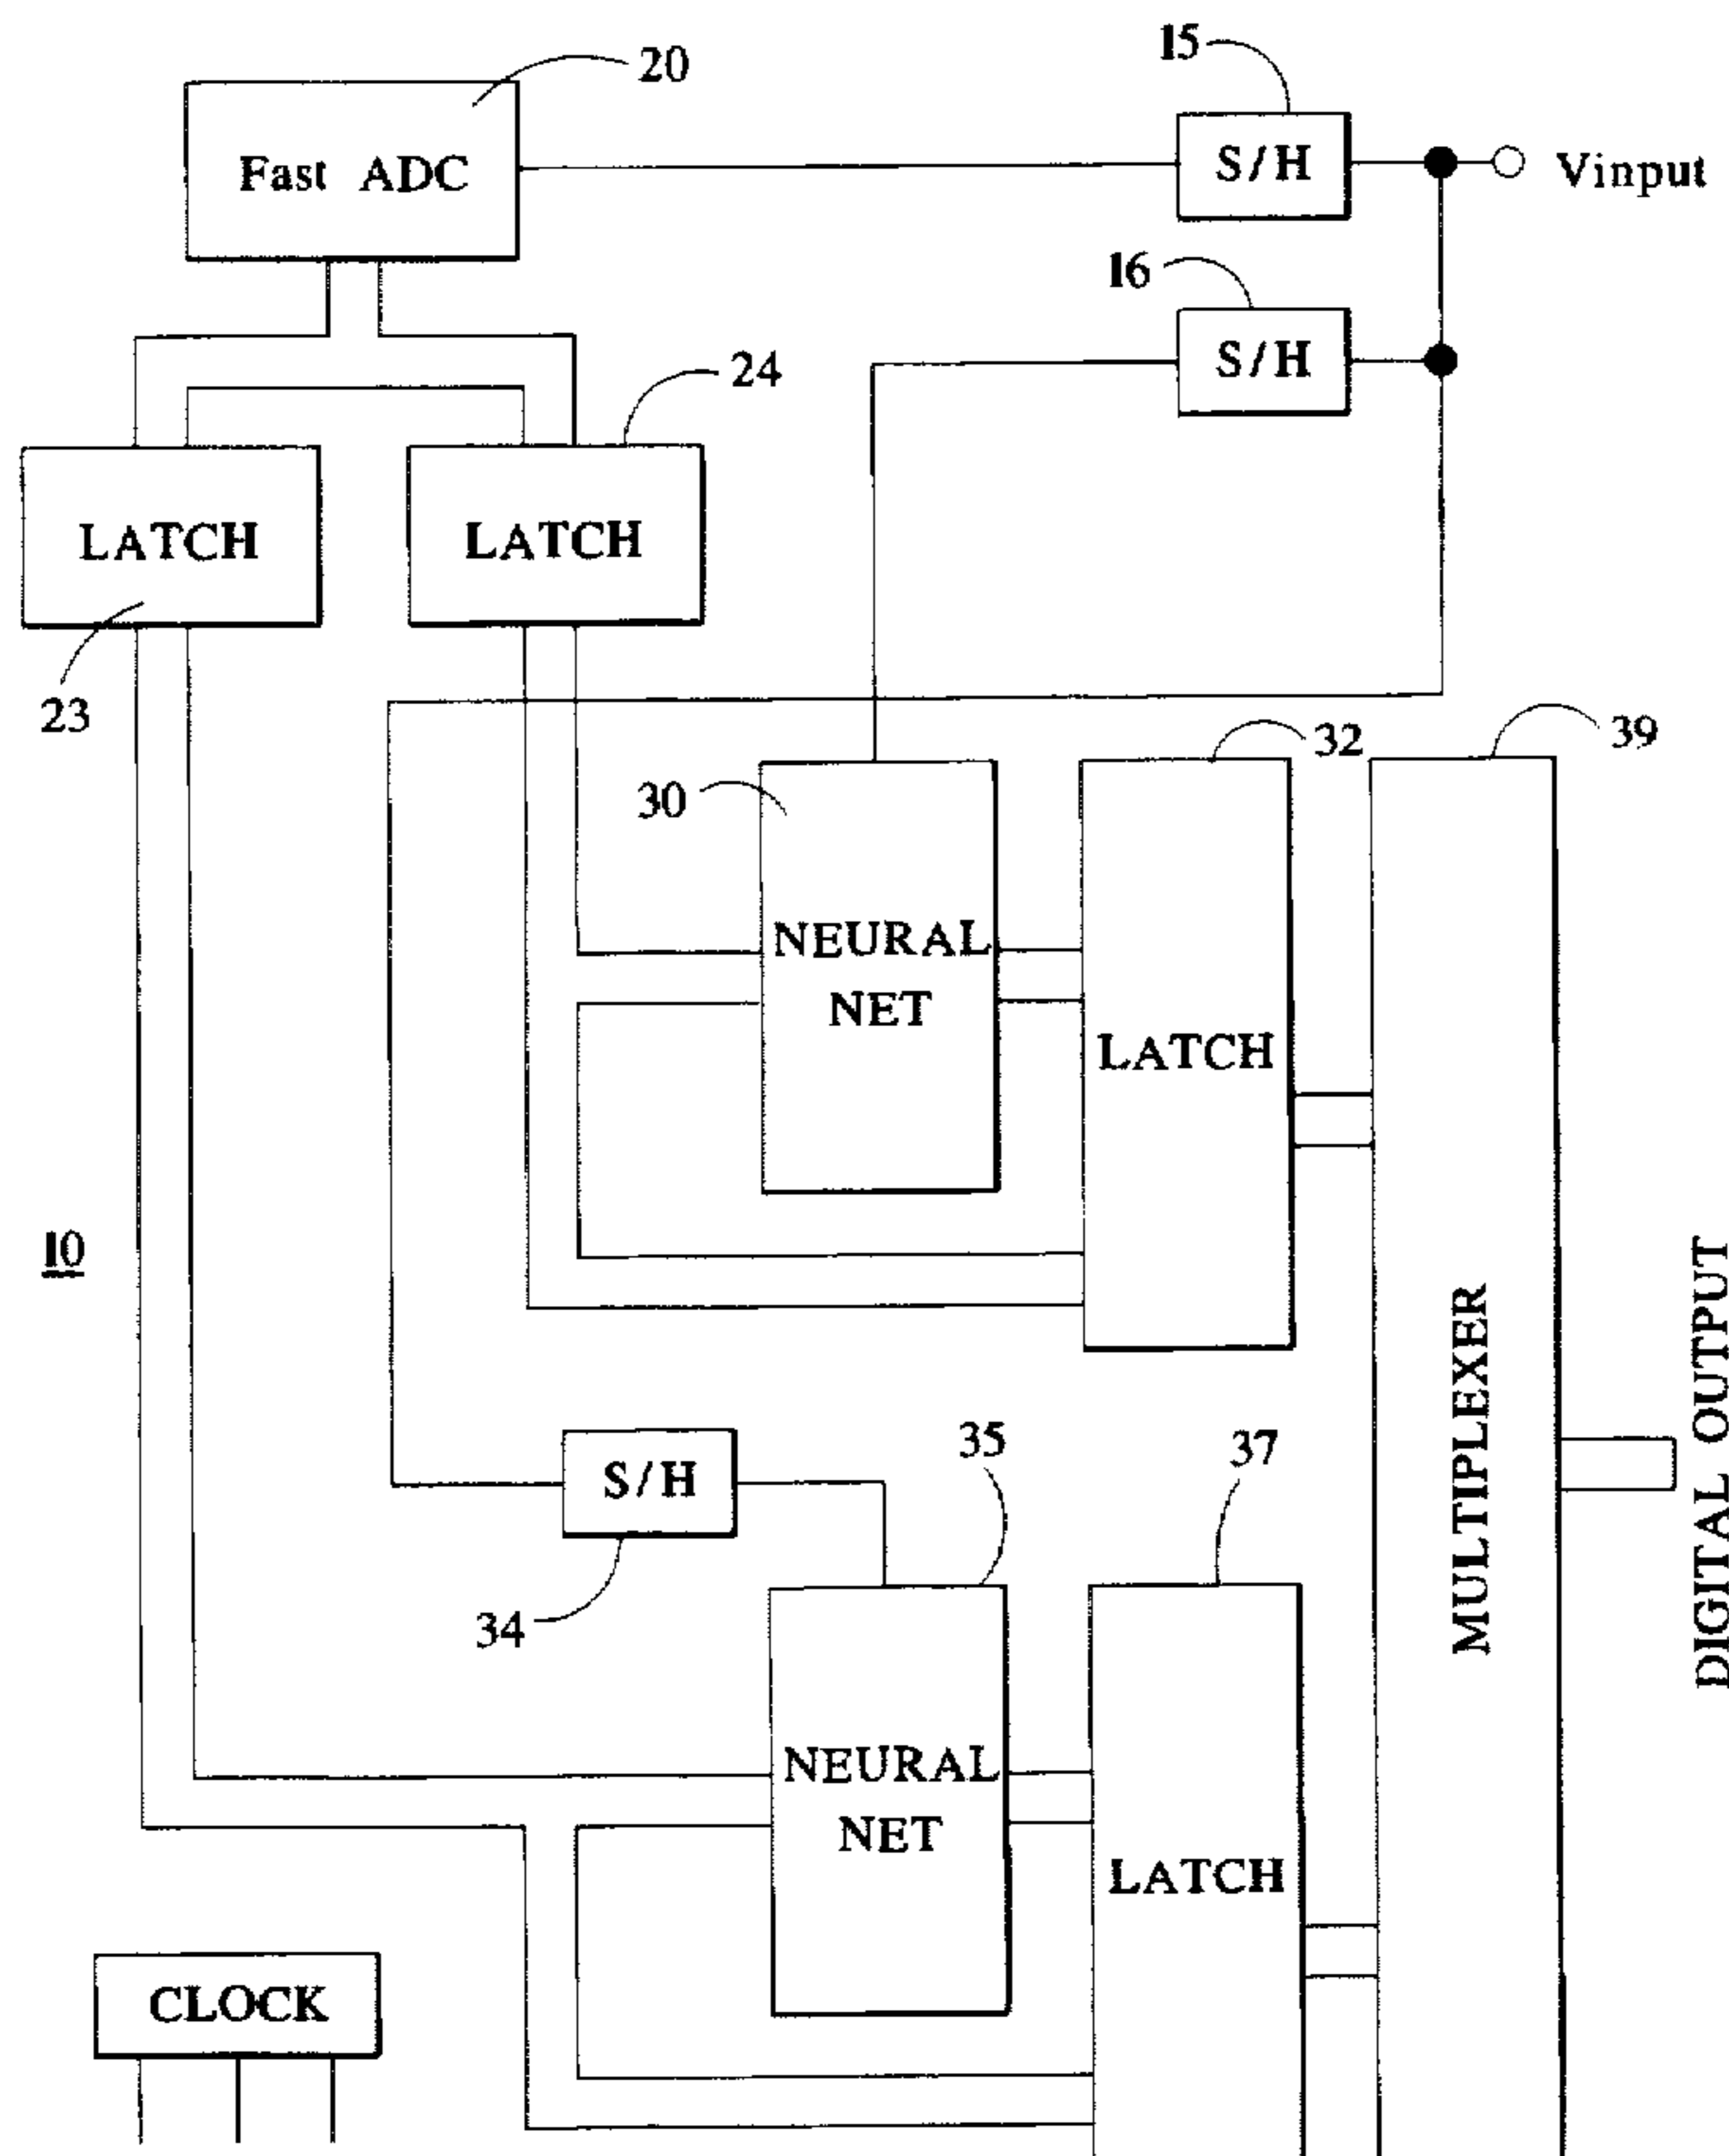 20
15
Fast ADC
S/H
Vinput
16
S/H
24
LATCH
LATCH
23
32
39
30
NEURAL
NET
LATCH
10
MULTIPLEXER
DIGITAL OUTPUT
35
37
S/H
34
NEURAL
NET
LATCH
CLOCK